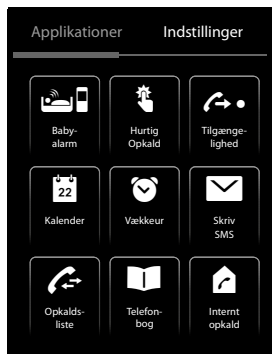 Applikationer Indstillinger
Baby-
alarm
Hurtig
Opkald
Tilgænge-
lighed
22
Kalender
Vækkeur
Skriv
SMS
Opkalds-
liste
Telefon-
bog
Internt
opkald